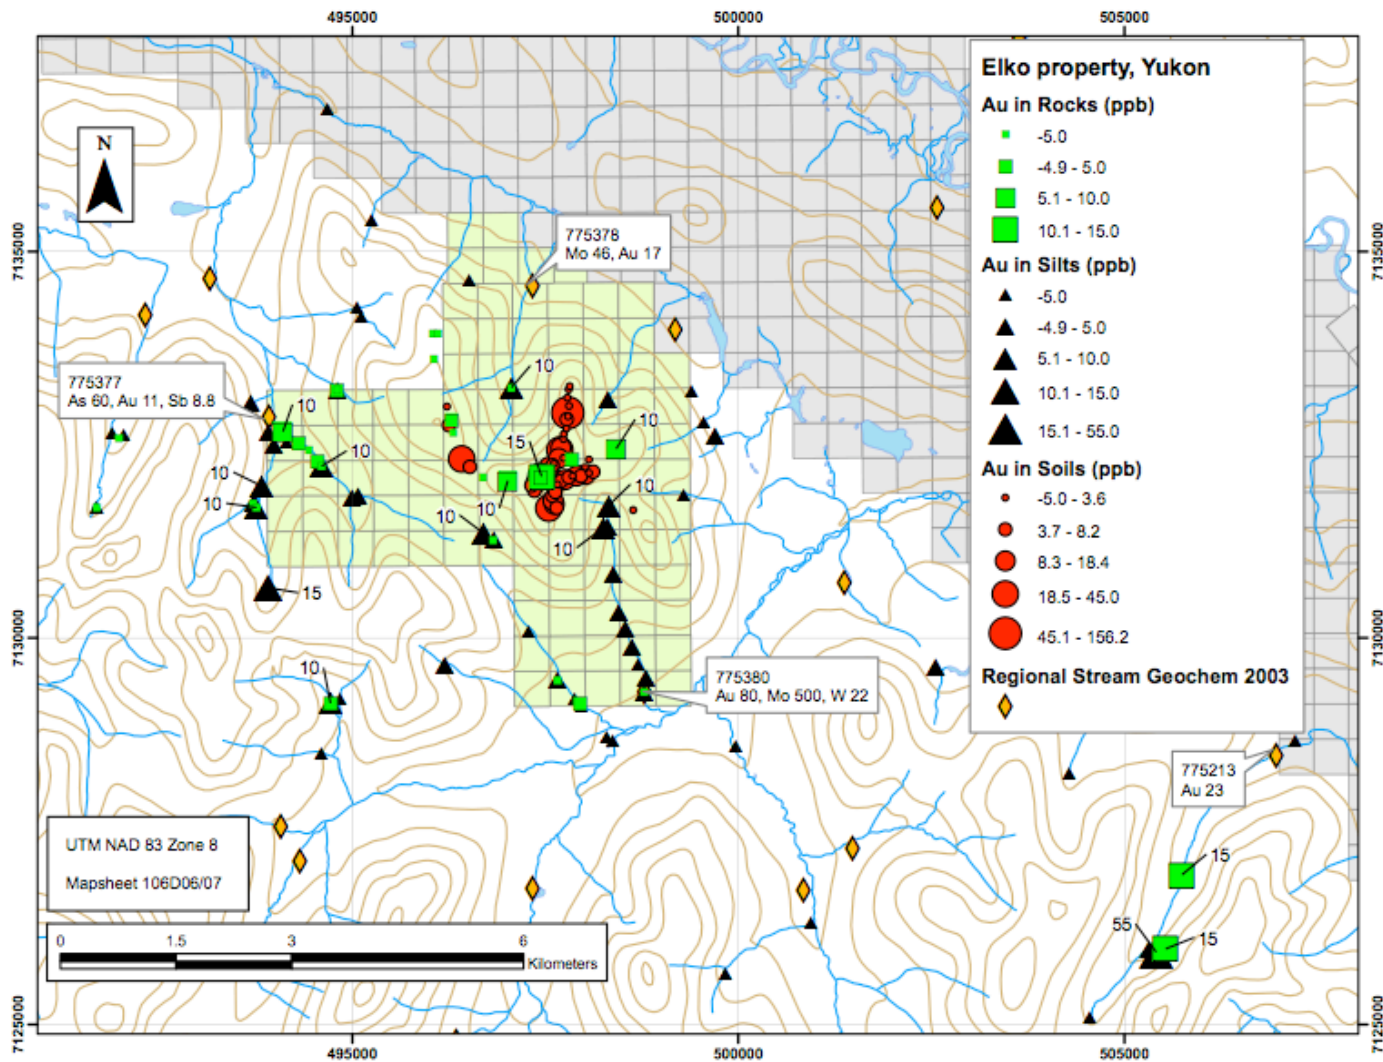 495000
500000
505000
Elko property, Yukon
Au in Rocks (ppb)
-5.0
-4.9 - 5.0
5.1 - 10.0
10.1 - 15.0
Au in Silts (ppb)
-5.0
-4.9 - 5.0
5.1 - 10.0
10.1 - 15.0
15.1 - 55.0
Au in Soils (ppb)
-5.0 - 3.6
3.7 - 8.2
8.3 - 18.4
18.5 - 45.0
45.1 - 156.2
Regional Stream Geochem 2003
N
7135000
7135000
775378
Mo 46, Au 17
775377
As 60, Au 11, Sb 8.8
10
10
10
15
10
10
10
10
10
10
10
15
10
7130000
7130000
10
775380
Au 80, Mo 500, W 22
775213
Au 23
UTM NAD 83 Zone 8
Mapsheet 106D06/07
15
55
15
0
1.5
3
6
Kilometers
7125000
7125000
495000
500000
505000